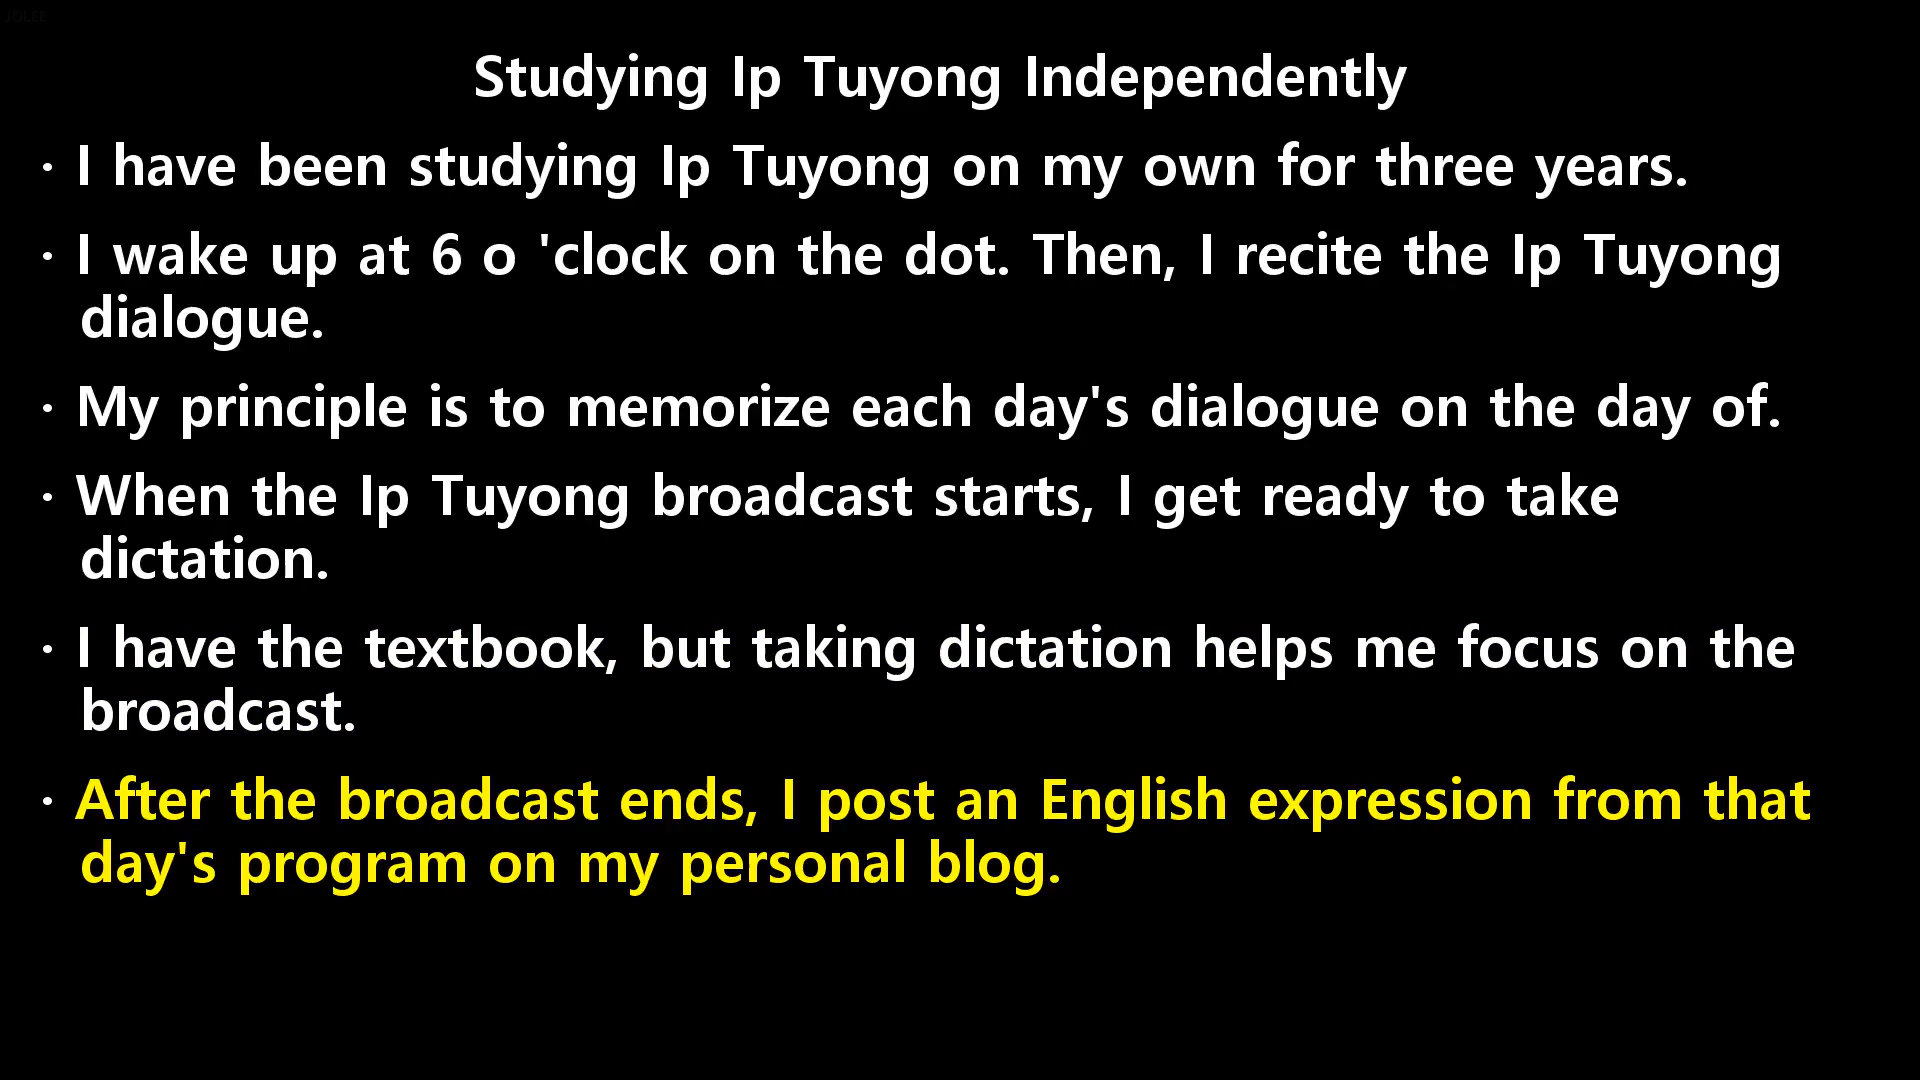 JOLEE
Studying Ip Tuyong Independently
· I have been studying Ip Tuyong on my own for three years.
· I wake up at 6 o 'clock on the dot. Then, I recite the Ip Tuyong
dialogue.
· My principle is to memorize each day's dialogue on the day of.
· When the Ip Tuyong broadcast starts, I get ready to take
dictation.
· I have the textbook, but taking dictation helps me focus on the
broadcast.
· After the broadcast ends, I post an English expression from that
day's program on my personal blog.